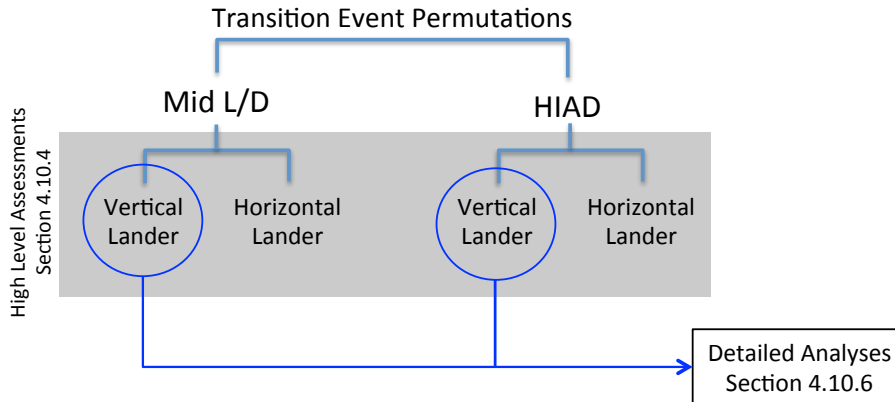 Transition Event Permutations
Mid L/D
HIAD
High Level Assessments
Section 4.10.4
Vertical
Lander
Horizontal
Lander
Vertical
Lander
Horizontal
Lander
Detailed Analyses
Section 4.10.6